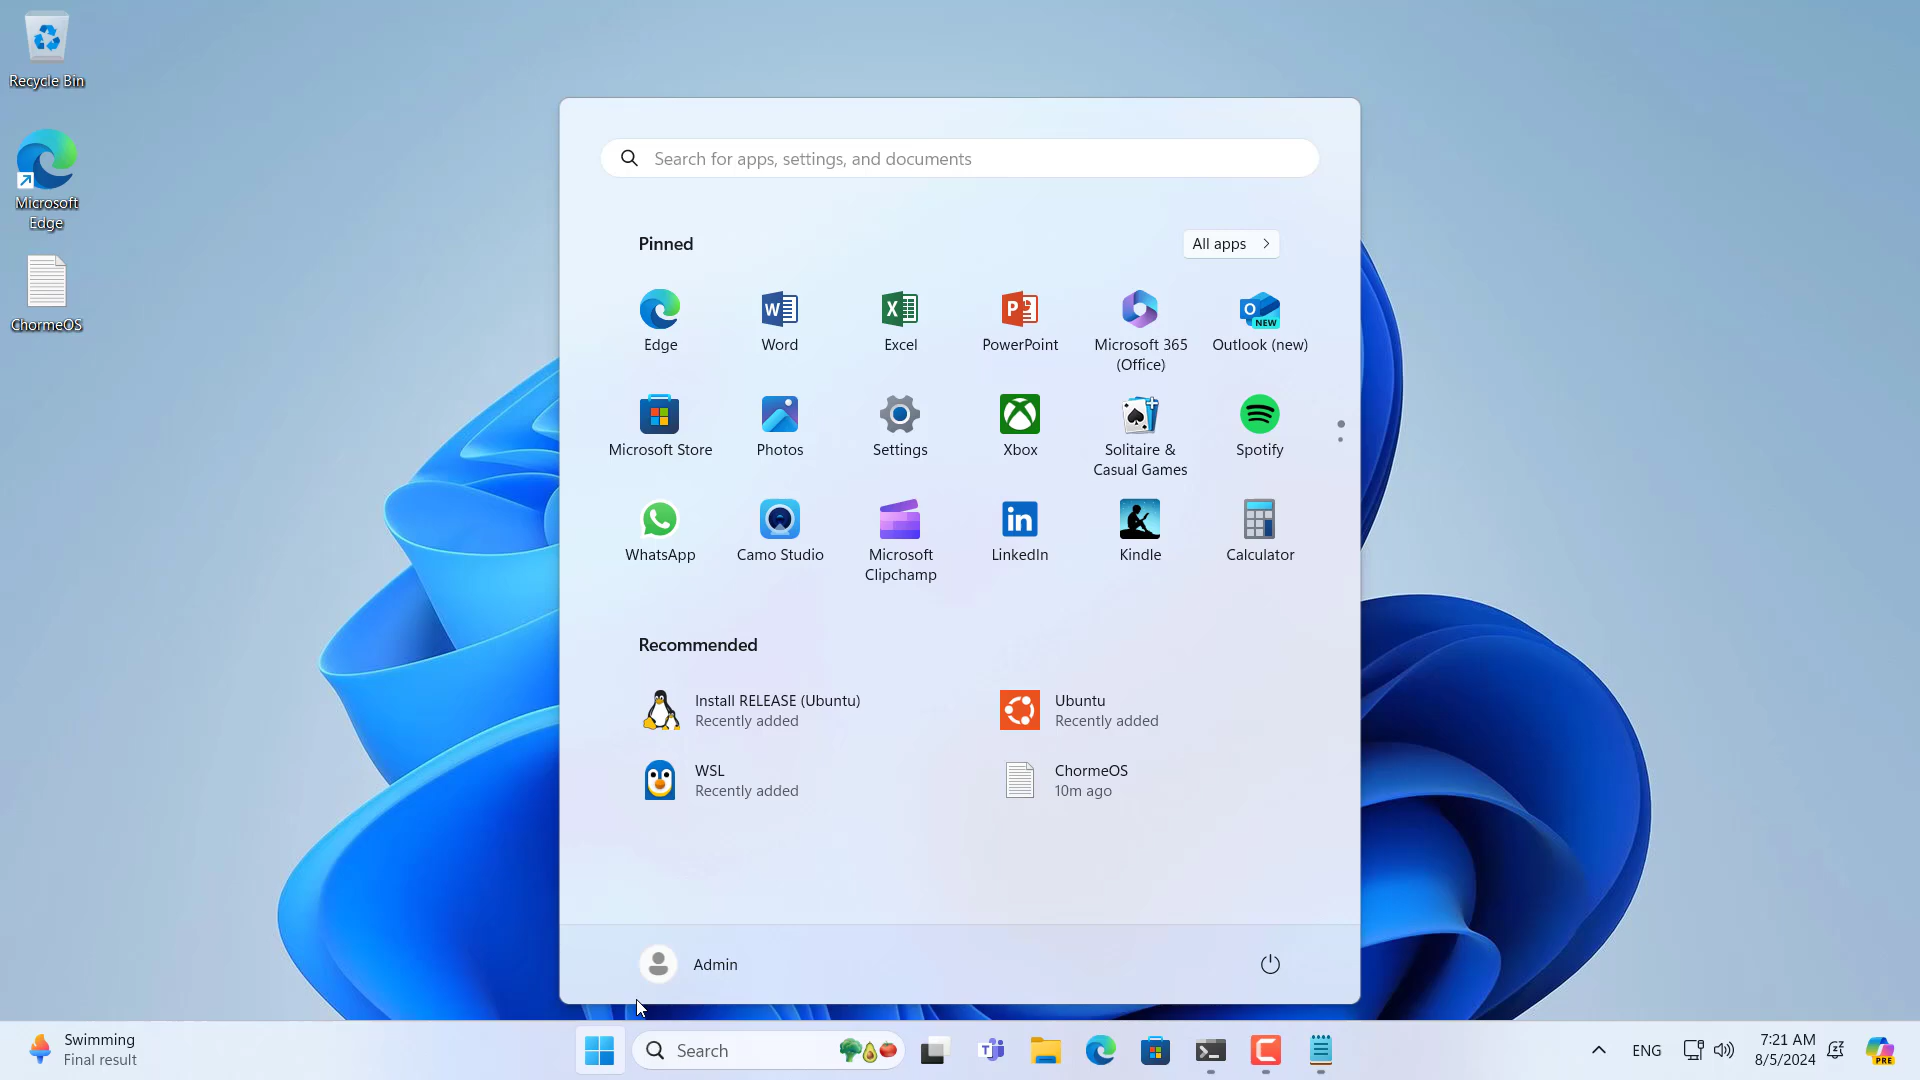 Recycle Bin
Microsoft
Edge
ChormeOS
Search for apps, settings, and documents
Pinned
All apps
Edge
Word
Excel
PowerPoint
Microsoft 365
(Office)
Outlook (new)
Microsoft Store
Photos
Settings
Xbox
Solitaire &
Casual Games
Spotify
WhatsApp
Camo Studio
Microsoft
Clipchamp
LinkedIn
Kindle
Calculator
Recommended
Install RELEASE (Ubuntu)
Recently added
Ubuntu
Recently added
WSL
Recently added
ChormeOS
10m ago
Admin
Swimming
Final result
Search
ENG
7:21 AM
8/5/2024
PRE